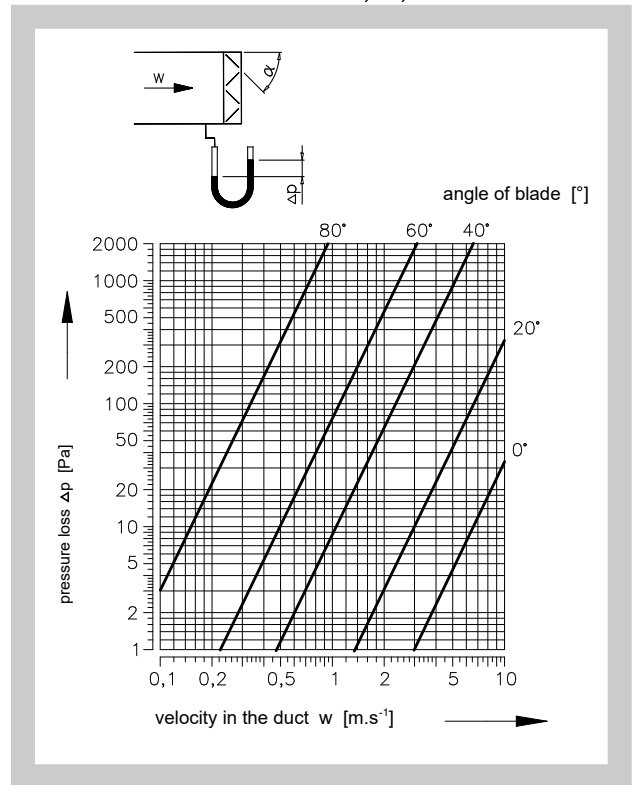 w
α
Δp
angle of blade [°]
80° 60° 40°
20°
0°
2000
1000
500
200
100
50
20
10
5
2
1
pressure loss Δp [Pa]
0,1 0,2 0,5 1 2 5 10
velocity in the duct w [m.s-1]